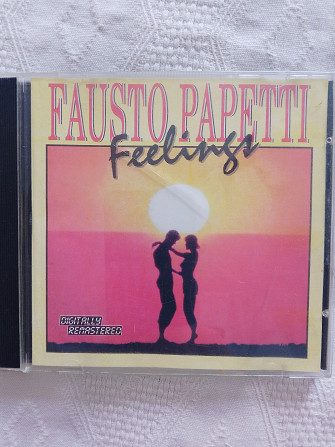 FAUSTO PAPETTI
Feelings
DIGITALLY
REMASTERED